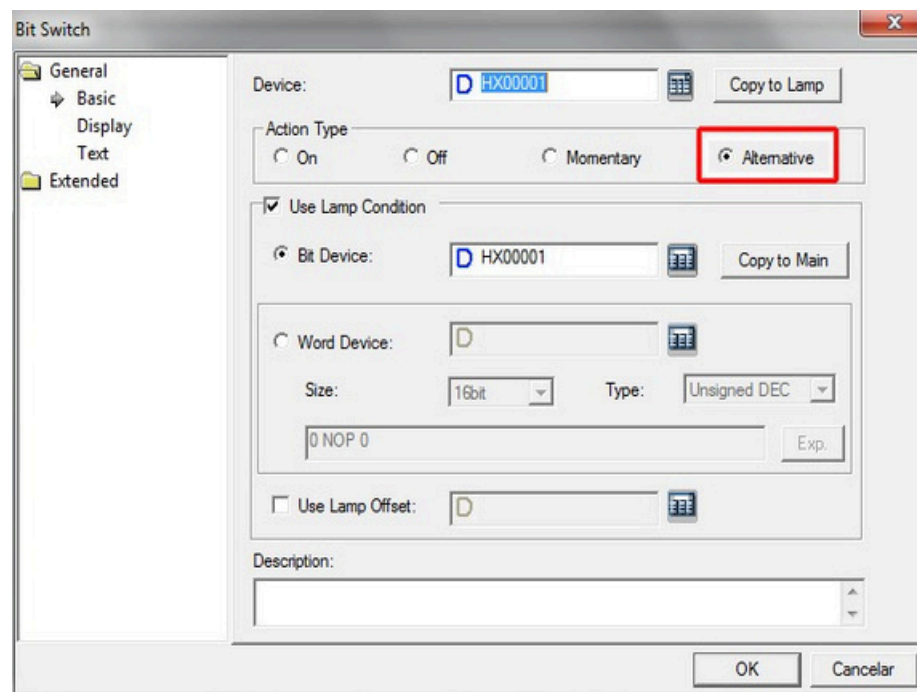 Bit Switch
General
Basic
Display
Text
Extended
Device: D HX00001 Copy to Lamp
Action Type
On Off Momentary Alternative
Use Lamp Condition
Bit Device: D HX00001 Copy to Main
Word Device: D
Size: 16bit Type: Unsigned DEC
0 NOP 0 Exp.
Use Lamp Offset: D
Description:
OK Cancelar